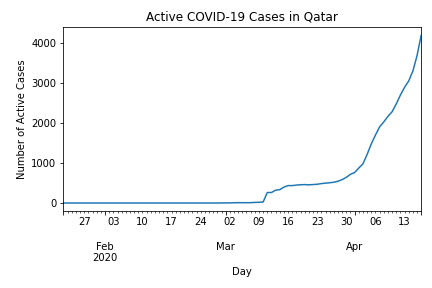 Active COVID-19 Cases in Qatar
Number of Active Cases
4000
3000
2000
1000
0
27 03 10 17 24 02 09 16 23 30 06 13
Feb Mar Apr
2020
Day